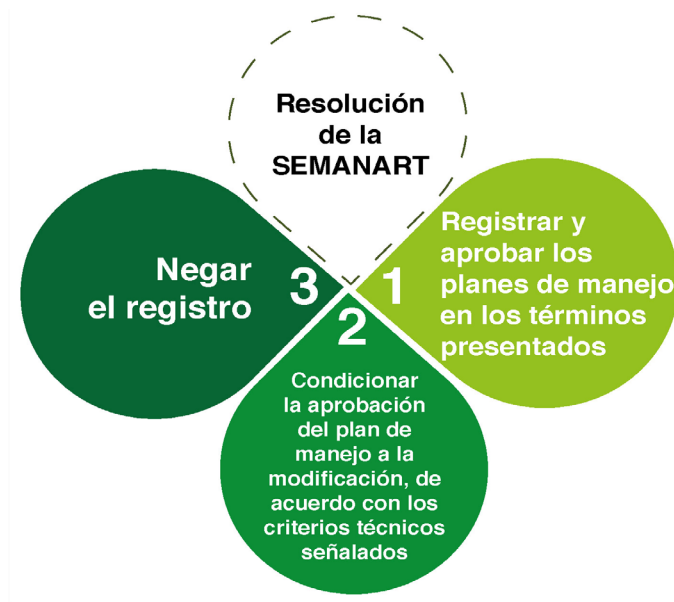 Resolución
de la
SEMANART
1
Registrar y
aprobar los
planes de manejo
en los términos
presentados
2
Condicionar
la aprobación
del plan de
manejo a la
modificación, de
acuerdo con los
criterios técnicos
señalados
3
Negar
el registro